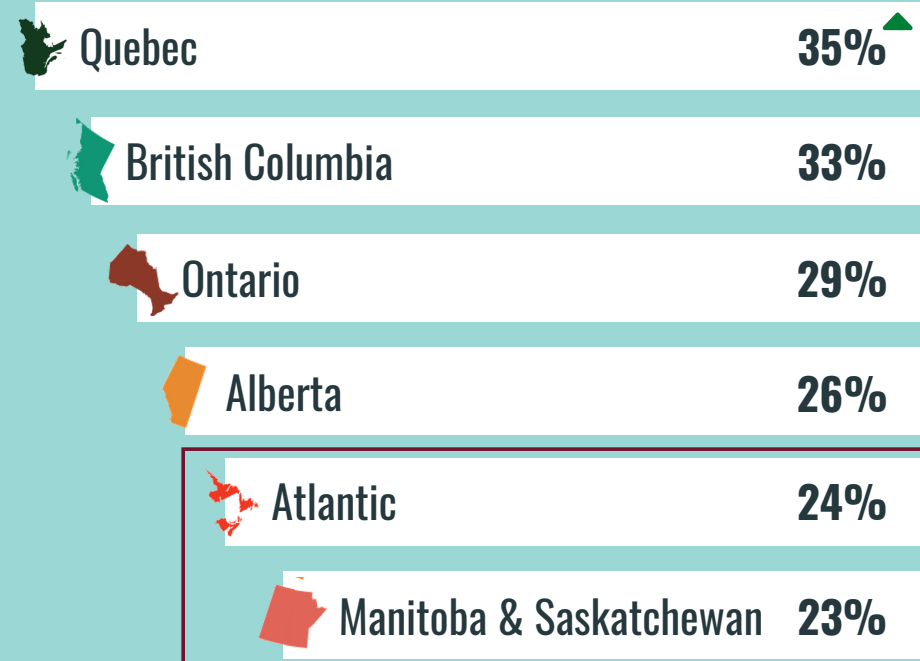 Quebec 35%
British Columbia 33%
Ontario 29%
Alberta 26%
Atlantic 24%
Manitoba & Saskatchewan 23%